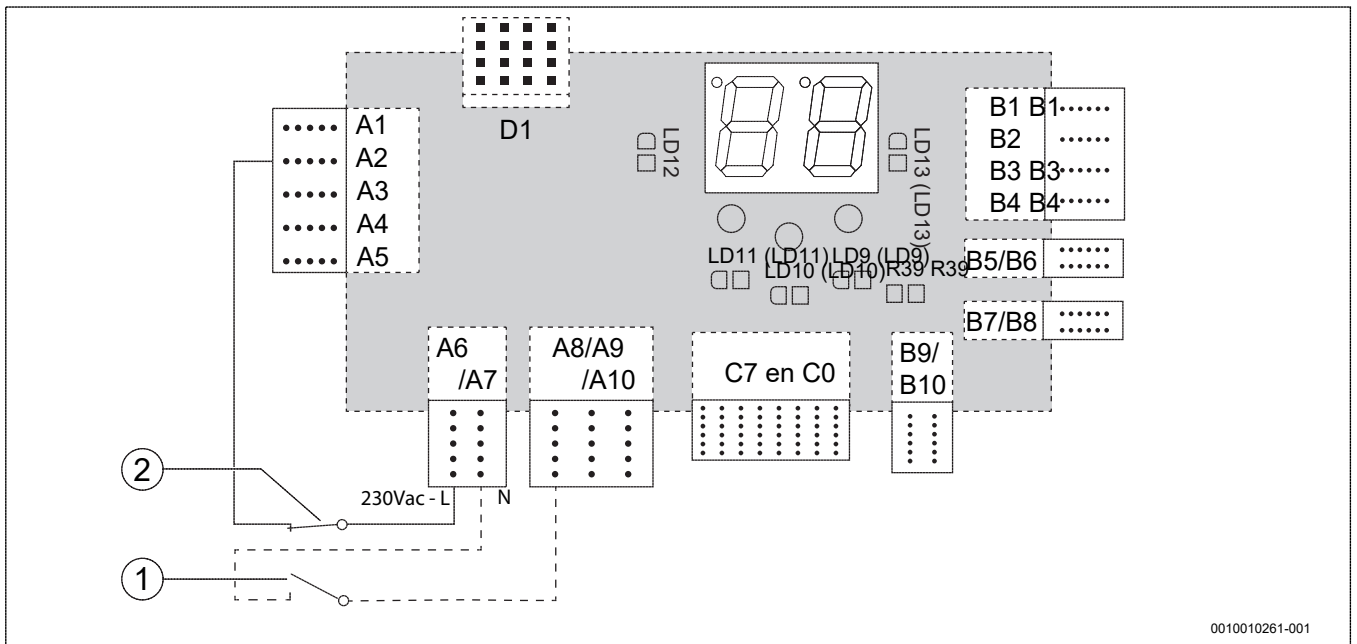 D1
A1
A2
A3
A4
A5
LD12
LD13 (LD13)
B1 B1
B2
B3 B3
B4 B4
LD11 (LD11)
LD9 (LD9)
LD10 (LD10)
R39 R39
B5/B6
B7/B8
A6
/A7
A8/A9
/A10
C7 en C0
B9/
B10
2
230Vac - L
N
1
0010010261-001